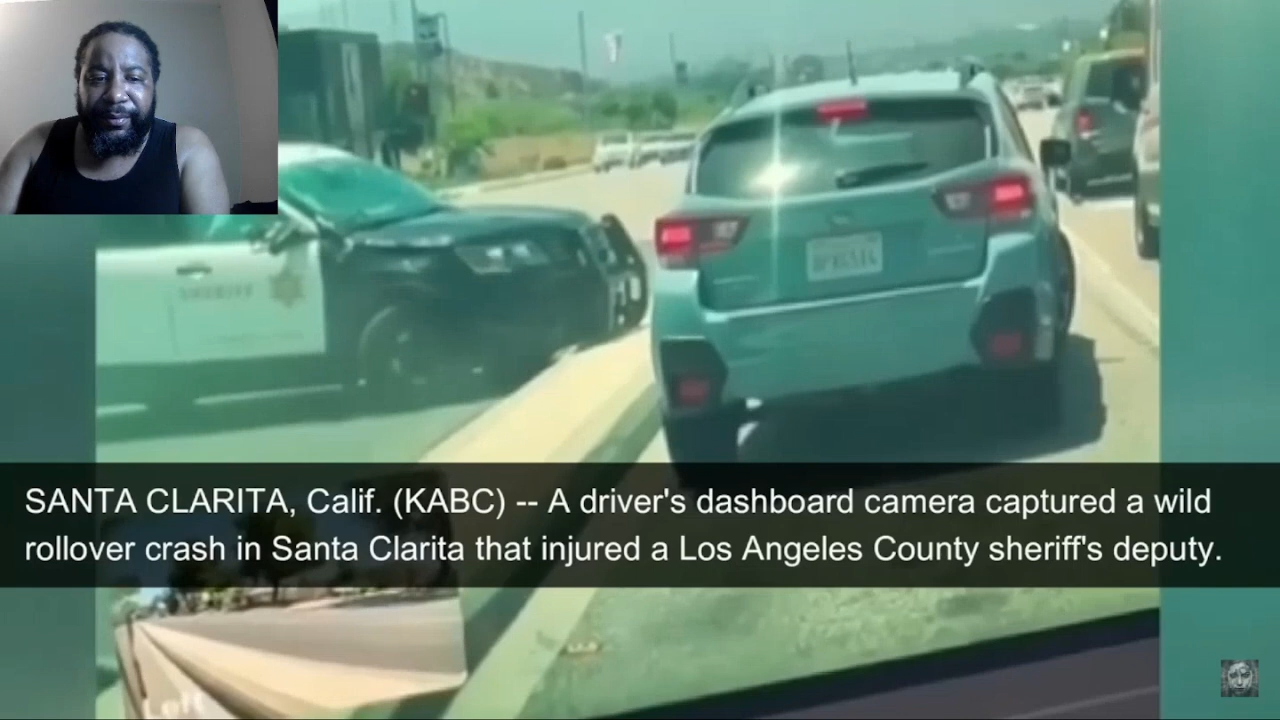 SHERIFF
SANTA CLARITA, Calif. (KABC) -- A driver's dashboard camera captured a wild
rollover crash in Santa Clarita that injured a Los Angeles County sheriff's deputy.
Left